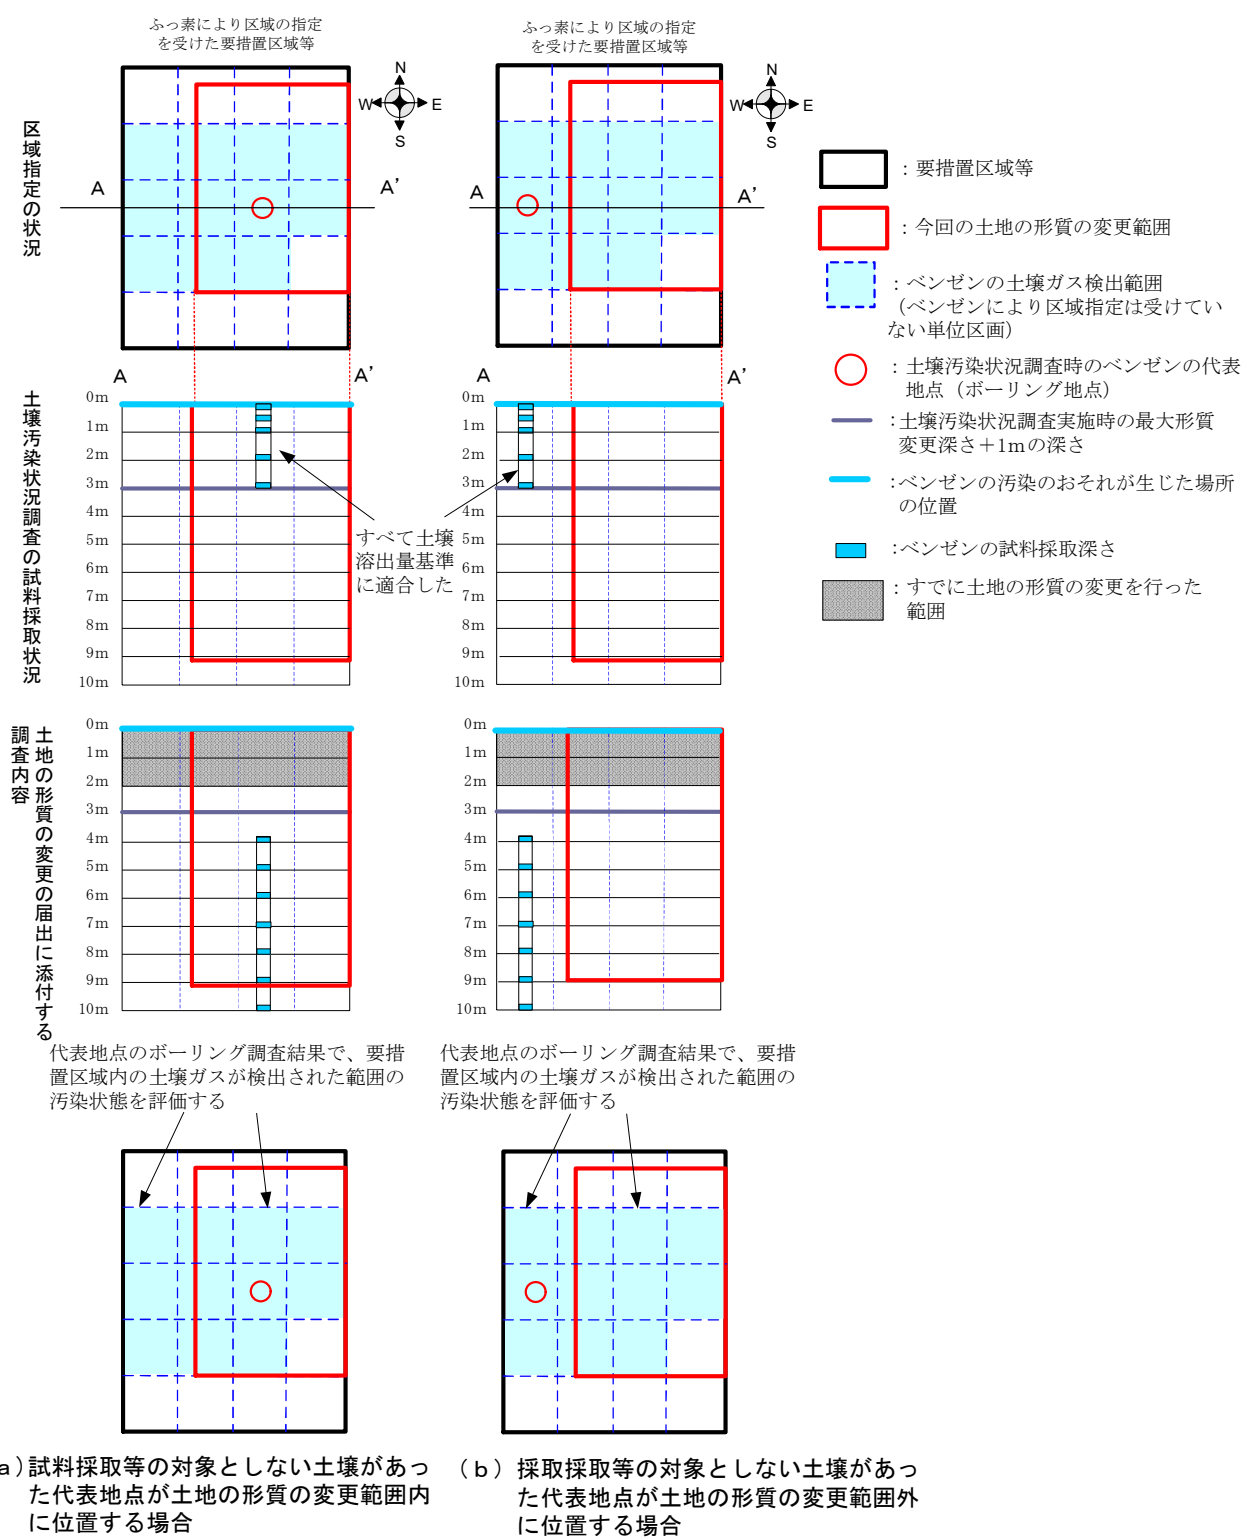 ふっ素により区域の指定
を受けた要措置区域等
ふっ素により区域の指定
を受けた要措置区域等
N
W
E
S
N
W
E
S
区域指定の状況
A
A’
A
A’
：要措置区域等
：今回の土地の形質の変更範囲
：ベンゼンの土壌ガス検出範囲
（ベンゼンにより区域指定は受けてい
ない単位区画）
：土壌汚染状況調査時のベンゼンの代表
地点（ボーリング地点）
：土壌汚染状況調査実施時の最大形質
変更深さ＋1mの深さ
：ベンゼンの汚染のおそれが生じた場所
の位置
：ベンゼンの試料採取深さ
：すでに土地の形質の変更を行った
範囲
土壌汚染状況調査の試料採取状況
A
A’
0m
1m
2m
3m
4m
5m
6m
7m
8m
9m
10m
すべて土壌
溶出量基準
に適合した
A
A’
0m
1m
2m
3m
4m
5m
6m
7m
8m
9m
10m
土地の形質の変更の届出に添付する
調査内容
0m
1m
2m
3m
4m
5m
6m
7m
8m
9m
10m
0m
1m
2m
3m
4m
5m
6m
7m
8m
9m
10m
代表地点のボーリング調査結果で、要措
置区域内の土壌ガスが検出された範囲の
汚染状態を評価する
代表地点のボーリング調査結果で、要措
置区域内の土壌ガスが検出された範囲の
汚染状態を評価する
a）試料採取等の対象としない土壌があっ
た代表地点が土地の形質の変更範囲内
に位置する場合
（b）採取採取等の対象としない土壌があっ
た代表地点が土地の形質の変更範囲外
に位置する場合